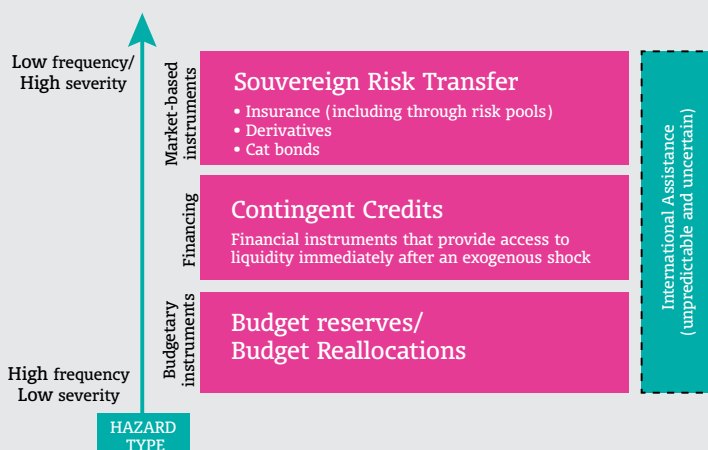 Low frequency/
High severity
Market-based
instruments
Souvereign Risk Transfer
• Insurance (including through risk pools)
• Derivatives
• Cat bonds
Financing
Contingent Credits
Financial instruments that provide access to
liquidity immediately after an exogenous shock
Budgetary
instruments
Budget reserves/
Budget Reallocations
High frequency
Low severity
HAZARD
TYPE
International Assistance
(unpredictable and uncertain)